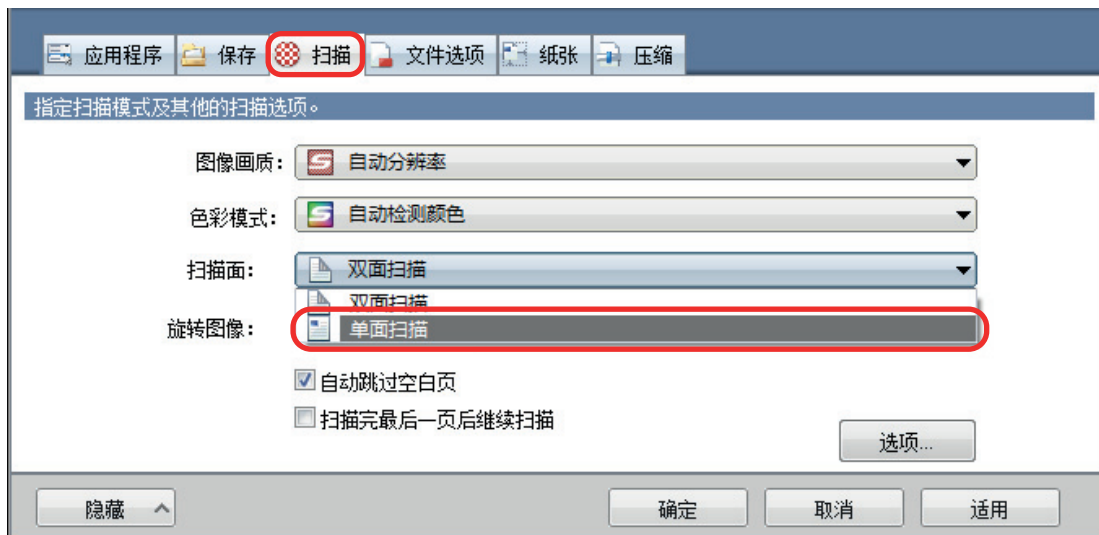 应用程序 保存 扫描 文件选项 纸张 压缩
指定扫描模式及其他的扫描选项。
图像画质: 自动分辨率
色彩模式: 自动检测颜色
扫描面: 双面扫描
双面扫描
旋转图像: 单面扫描
自动跳过空白页
扫描完最后一页后继续扫描
选项...
隐藏 确定 取消 适用